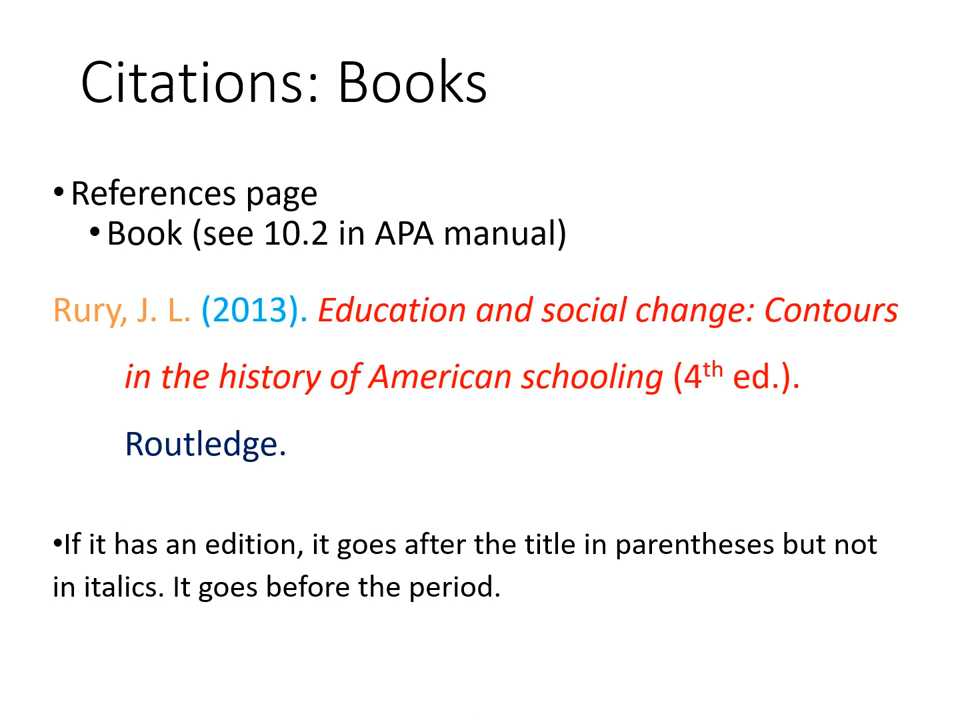 Citations: Books
•References page
•Book (see 10.2 in APA manual)
Rury, J. L. (2013). Education and social change: Contours
in the history of American schooling (4th ed.).
Routledge.
•If it has an edition, it goes after the title in parentheses but not
in italics. It goes before the period.